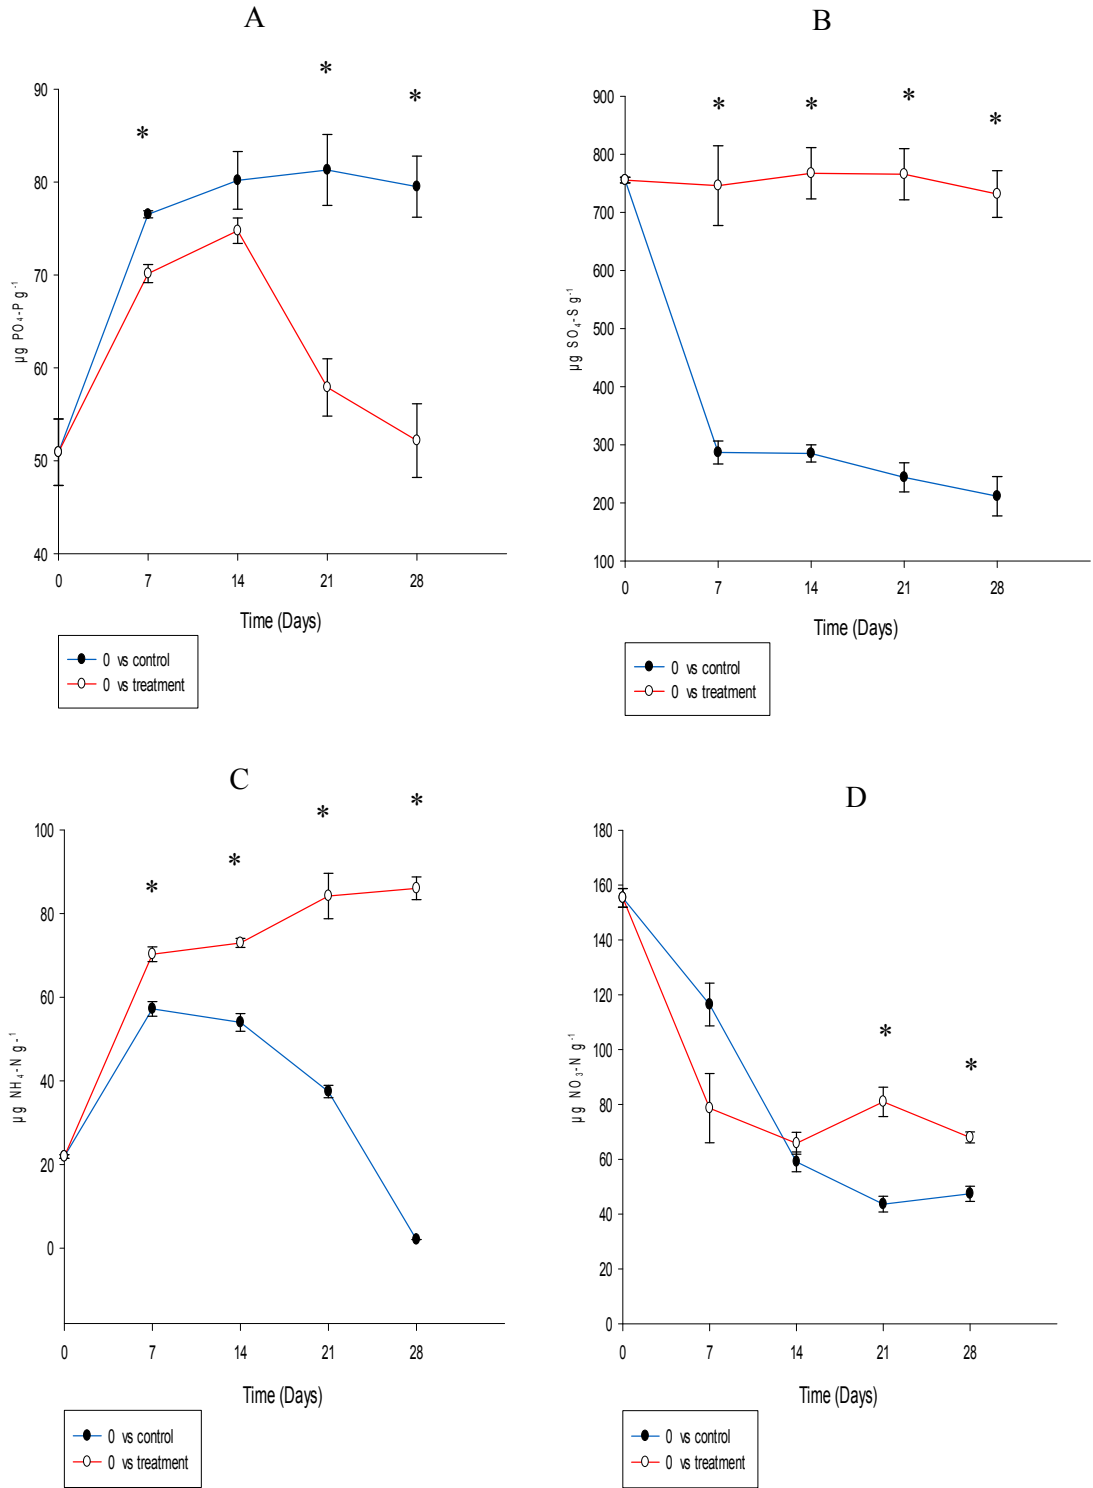 A
*
*
*
90
80
70
60
50
40
µg PO₄-P g⁻¹
0 7 14 21 28
Time (Days)
0 vs control
0 vs treatment
B
* * * *
900
800
700
600
500
400
300
200
100
µg SO₄-S g⁻¹
0 7 14 21 28
Time (Days)
0 vs control
0 vs treatment
C
*
*
*
*
100
80
60
40
20
0
µg NH₄-N g-¹
0 7 14 21 28
Time (Days)
0 vs control
0 vs treatment
D
*
*
180
160
140
120
100
80
60
40
20
0
µg NO₃-N g⁻¹
0 7 14 21 28
Time (Days)
0 vs control
0 vs treatment